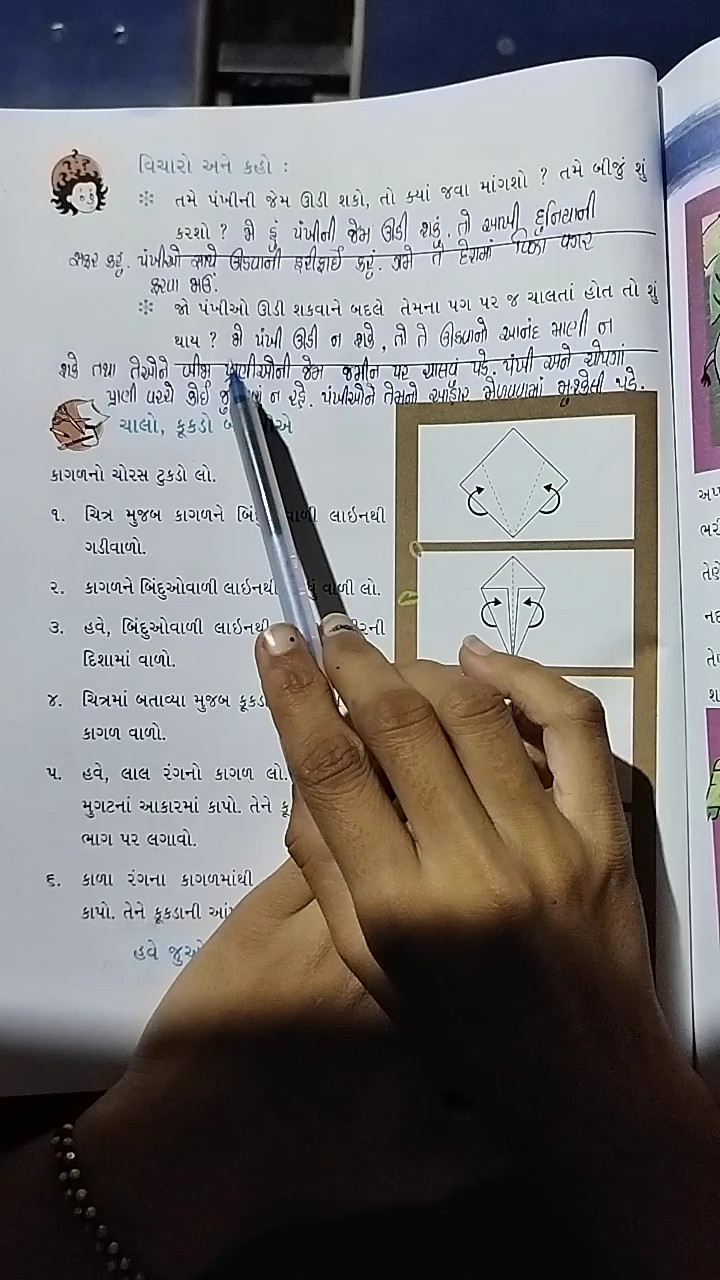 વિચારો અને કહો :
❊ તમે પંખીની જેમ ઊડી શકો, તો ક્યાં જવા માંગશો ? તમે બીજું શું
કરશો ? જો હું પંખીની જેમ ઊડી શકું, તો આખી દુનિયાની
સફર કરું. પંખીઓ સાથે ઊડવાની હરીફાઈ કરું. અને તે દેશમાં વિઝા વગર
ફરવા જાઉં.
❊ જો પંખીઓ ઊડી શકવાને બદલે તેમના પગ પર જ ચાલતાં હોત તો શું
થાય ? જો પંખી ઊડી ન શકે, તો તે ઊડવાનો આનંદ માણી ન
શકે તથા તેઓને બીજા પ્રાણીઓની જેમ જમીન પર ચાલવું પડે. પંખી અને ચોપગાં
પ્રાણી વચ્ચે કોઈ ન રહે. પંખીઓને તેમનો આહાર મેળવવામાં મુશ્કેલી પડે.
ચાલો, કૂકડો
કાગળનો ચોરસ ટુકડો લો.
૧. ચિત્ર મુજબ કાગળને લાઇનથી
ગડીવાળો.
૨. કાગળને બિંદુઓવાળી લાઇનથી વાળી લો.
૩. હવે, બિંદુઓવાળી લાઇનથી
દિશામાં વાળો.
૪. ચિત્રમાં બતાવ્યા મુજબ
કાગળ વાળો.
૫. હવે, લાલ રંગનો કાગળ લો.
મુગટનાં આકારમાં કાપો. તેને
ભાગ પર લગાવો.
૬. કાળા રંગના કાગળમાંથી
કાપો. તેને કૂકડાની
હવે